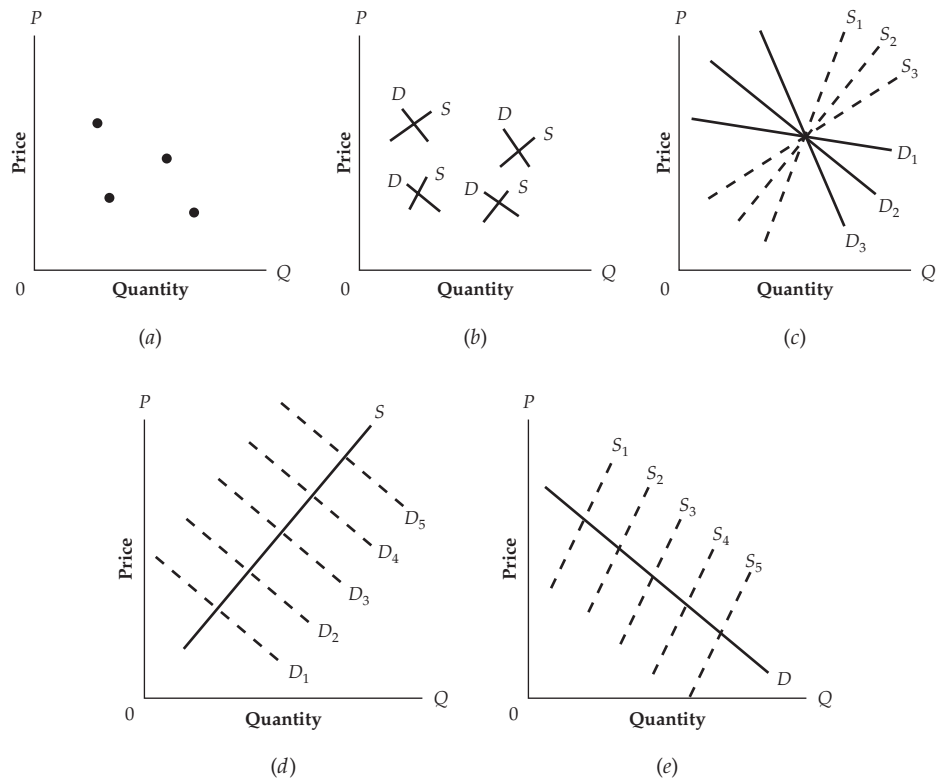 P
Price
0
Quantity
Q
(a)
P
Price
D
S
D
S
D
S
D
S
0
Quantity
Q
(b)
P
Price
S₁
S₂
S₃
D₁
D₂
D₃
0
Quantity
Q
(c)
P
Price
S
D₅
D₄
D₃
D₂
D₁
0
Quantity
Q
(d)
P
Price
S₁
S₂
S₃
S₄
S₅
D
0
Quantity
Q
(e)